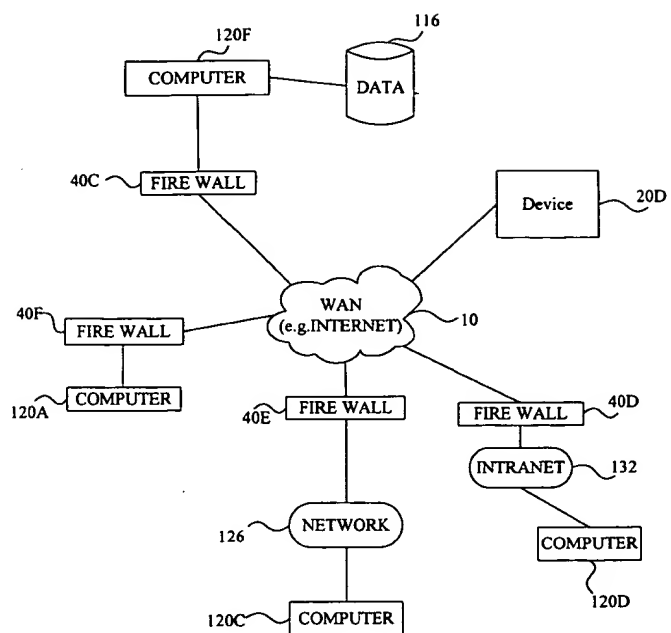 120F
116
COMPUTER
DATA
40C
FIRE WALL
Device
20D
WAN
(e.g.INTERNET)
10
40F
FIRE WALL
COMPUTER
120A
FIRE WALL
40E
FIRE WALL
40D
INTRANET
132
NETWORK
126
COMPUTER
120D
120C
COMPUTER